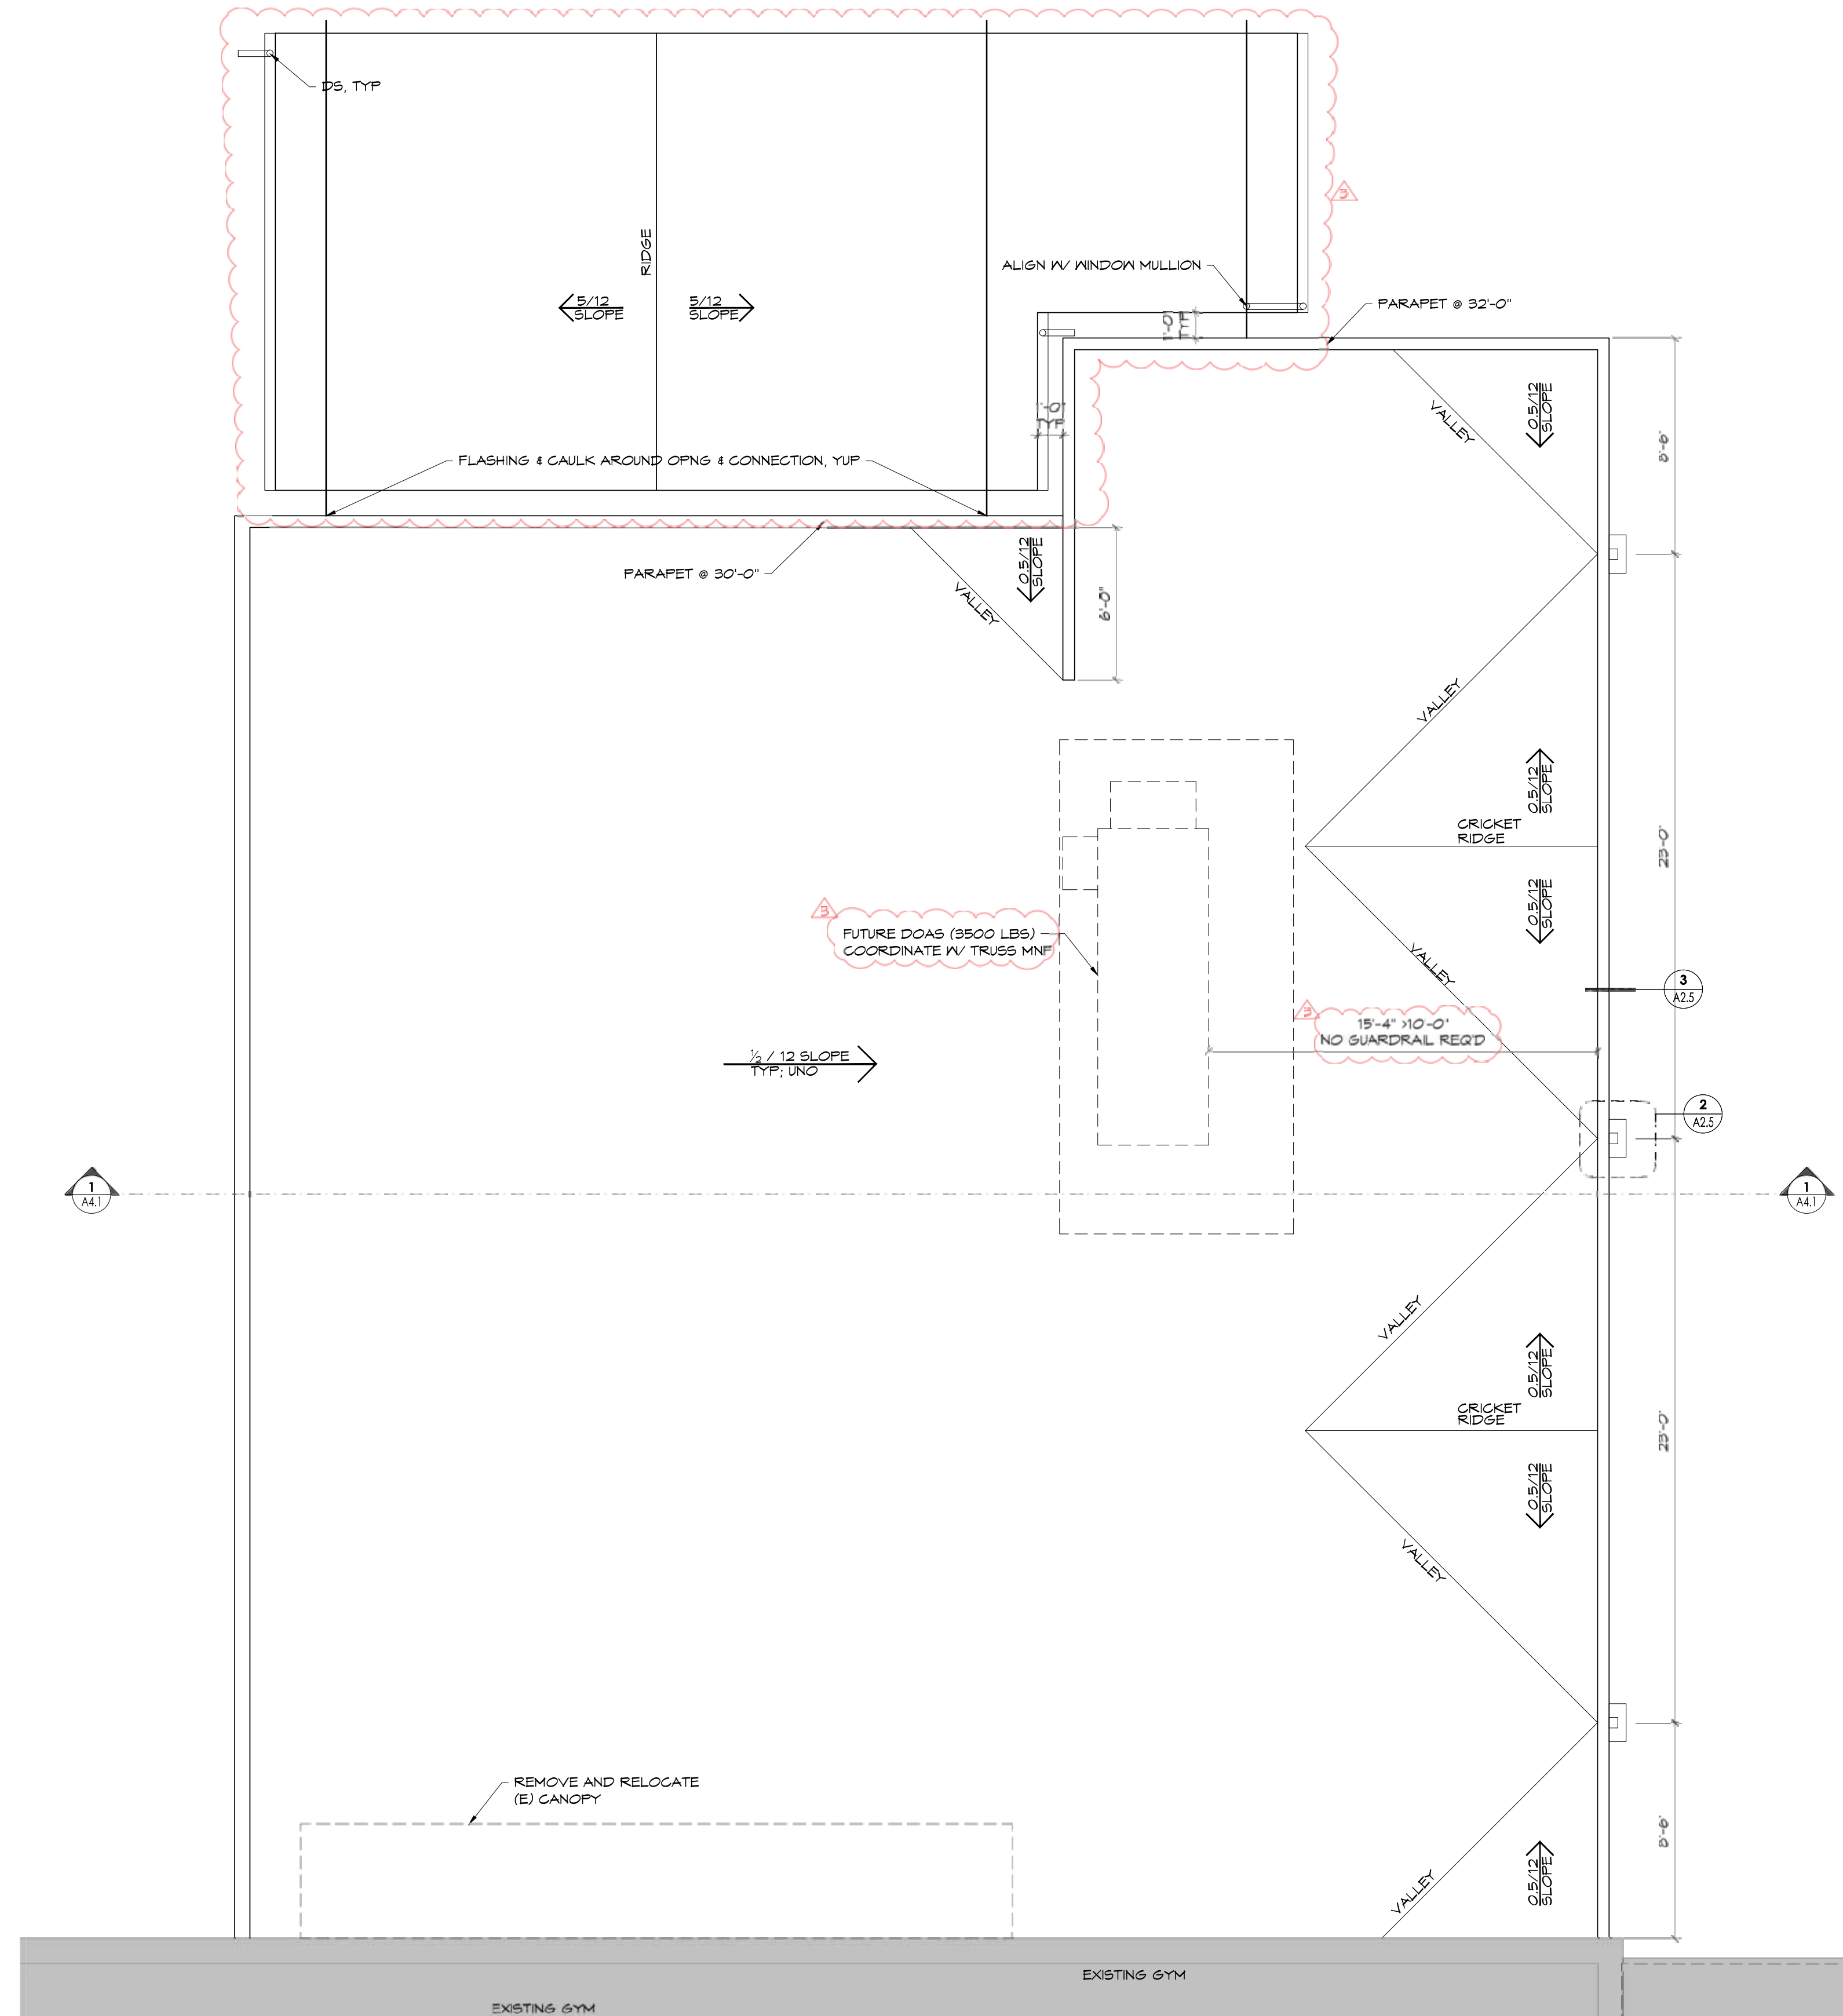 DS, TYP
3
RIDGE
ALIGN W/ WINDOW MULLION
5/12
SLOPE
5/12
SLOPE
PARAPET @ 32'-0"
1'-0"
TYP
0.5/12
SLOPE
VALLEY
1'-0"
TYP
8'-6"
FLASHING & CAULK AROUND OPNG & CONNECTION, YUP
PARAPET @ 30'-0"
0.5/12
SLOPE
VALLEY
6'-0"
VALLEY
0.5/12
SLOPE
CRICKET
RIDGE
23'-0"
0.5/12
SLOPE
3
FUTURE DOAS (3500 LBS)
COORDINATE W/ TRUSS MNF
VALLEY
3
A2.5
3
15'-4" >10'-0"
NO GUARDRAIL REQ'D
½ / 12 SLOPE
TYP; UNO
2
A2.5
1
A4.1
1
A4.1
VALLEY
0.5/12
SLOPE
CRICKET
RIDGE
23'-0"
0.5/12
SLOPE
VALLEY
REMOVE AND RELOCATE
(E) CANOPY
8'-6"
0.5/12
SLOPE
VALLEY
EXISTING GYM
EXISTING GYM